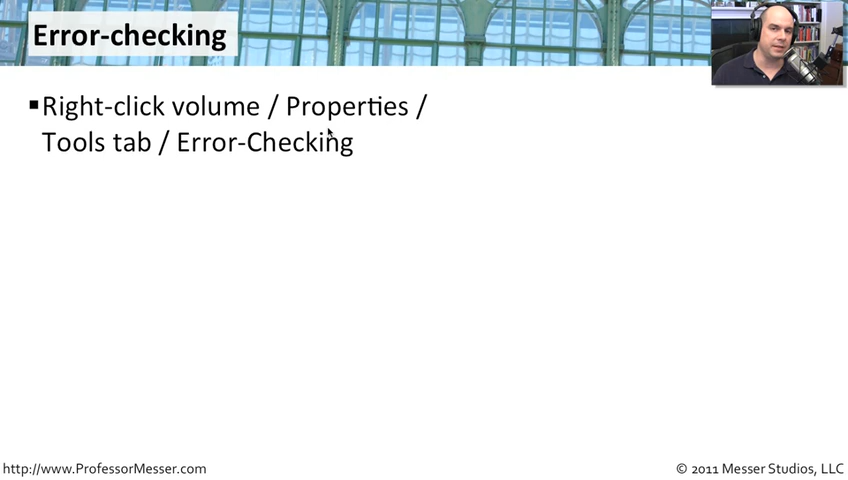 Error-checking
▪Right-click volume / Properties /
Tools tab / Error-Checking
http://www.ProfessorMesser.com
© 2011 Messer Studios, LLC